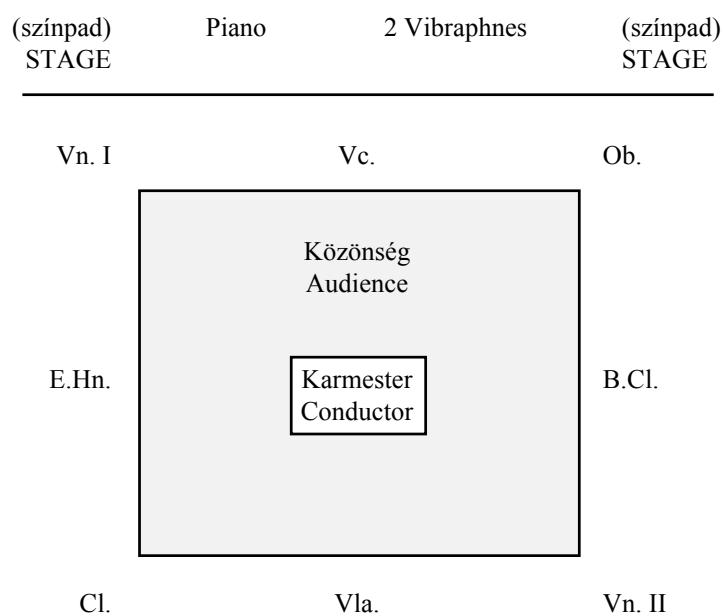 (színpad) Piano 2 Vibraphnes (színpad)
STAGE STAGE
Vn. I Vc. Ob.
Közönség
Audience
E.Hn. Karmester B.Cl.
Conductor
Cl. Vla. Vn. II